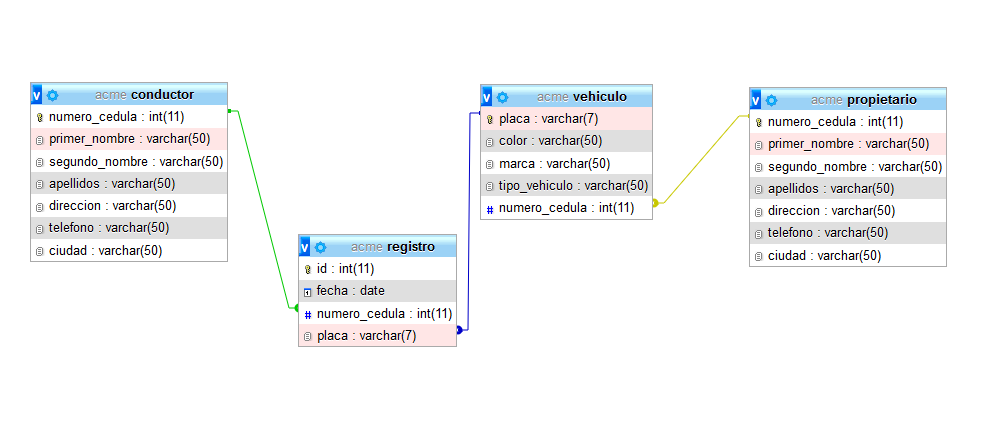 v acme conductor
numero_cedula : int(11)
primer_nombre : varchar(50)
segundo_nombre : varchar(50)
apellidos : varchar(50)
direccion : varchar(50)
telefono : varchar(50)
ciudad : varchar(50)
v acme registro
id : int(11)
fecha : date
# numero_cedula : int(11)
placa : varchar(7)
v acme vehiculo
placa : varchar(7)
color : varchar(50)
marca : varchar(50)
tipo_vehiculo : varchar(50)
# numero_cedula : int(11)
v acme propietario
numero_cedula : int(11)
primer_nombre : varchar(50)
segundo_nombre : varchar(50)
apellidos : varchar(50)
direccion : varchar(50)
telefono : varchar(50)
ciudad : varchar(50)